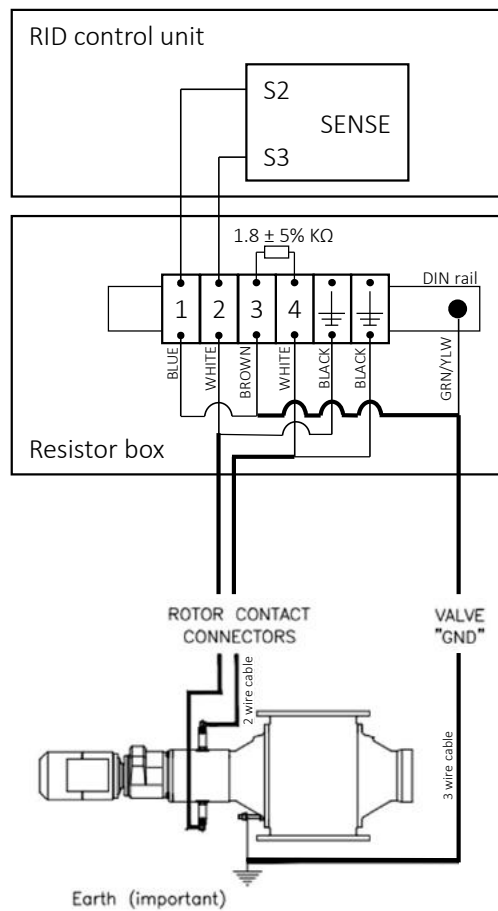 RID control unit
S2
SENSE
S3
1.8 ± 5% KΩ
DIN rail
1 2 3 4
BLUE
WHITE
BROWN
WHITE
BLACK
BLACK
GRN/YLW
Resistor box
ROTOR CONTACT
CONNECTORS
VALVE
"GND"
2 wire cable
3 wire cable
Earth (important)